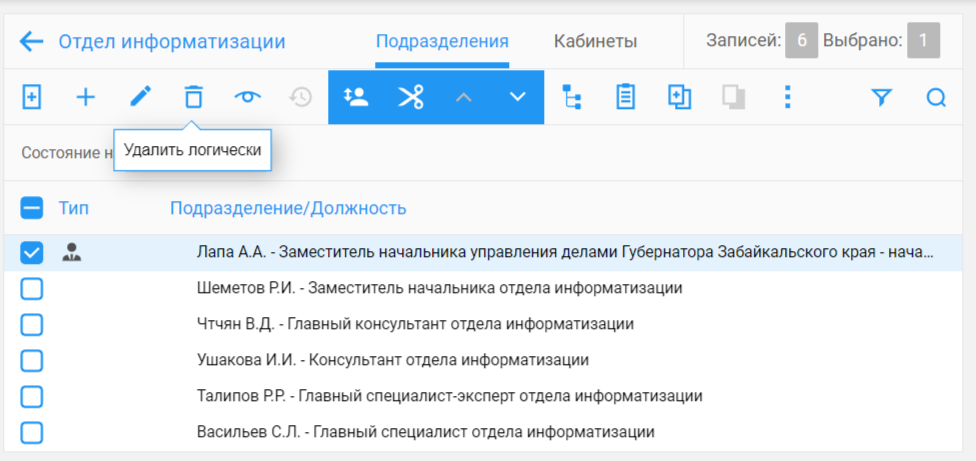 Отдел информатизации Подразделения Кабинеты Записей: 6 Выбрано: 1
Удалить логически
Состояние н
Тип Подразделение/Должность
Лапа А.А. - Заместитель начальника управления делами Губернатора Забайкальского края - нача...
Шеметов Р.И. - Заместитель начальника отдела информатизации
Чтчян В.Д. - Главный консультант отдела информатизации
Ушакова И.И. - Консультант отдела информатизации
Талипов Р.Р. - Главный специалист-эксперт отдела информатизации
Васильев С.Л. - Главный специалист отдела информатизации